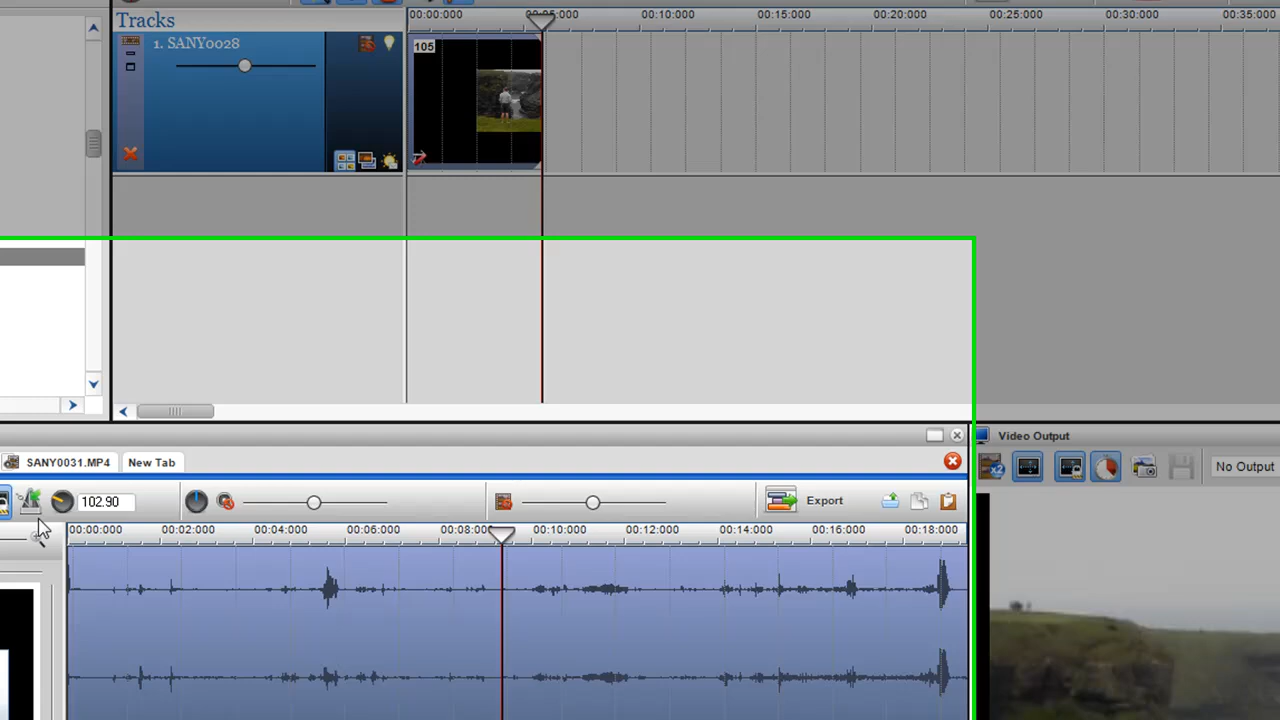 Tracks
00:00:000 00:05:000 00:10:000 00:15:000 00:20:000 00:25:000 00:30:000 00:35:000
1. SANY0028
105
Video Output
SANY0031.MP4 New Tab
x2 No Output
102.90 Export
00:00:000 00:02:000 00:04:000 00:06:000 00:08:000 00:10:000 00:12:000 00:14:000 00:16:000 00:18:000